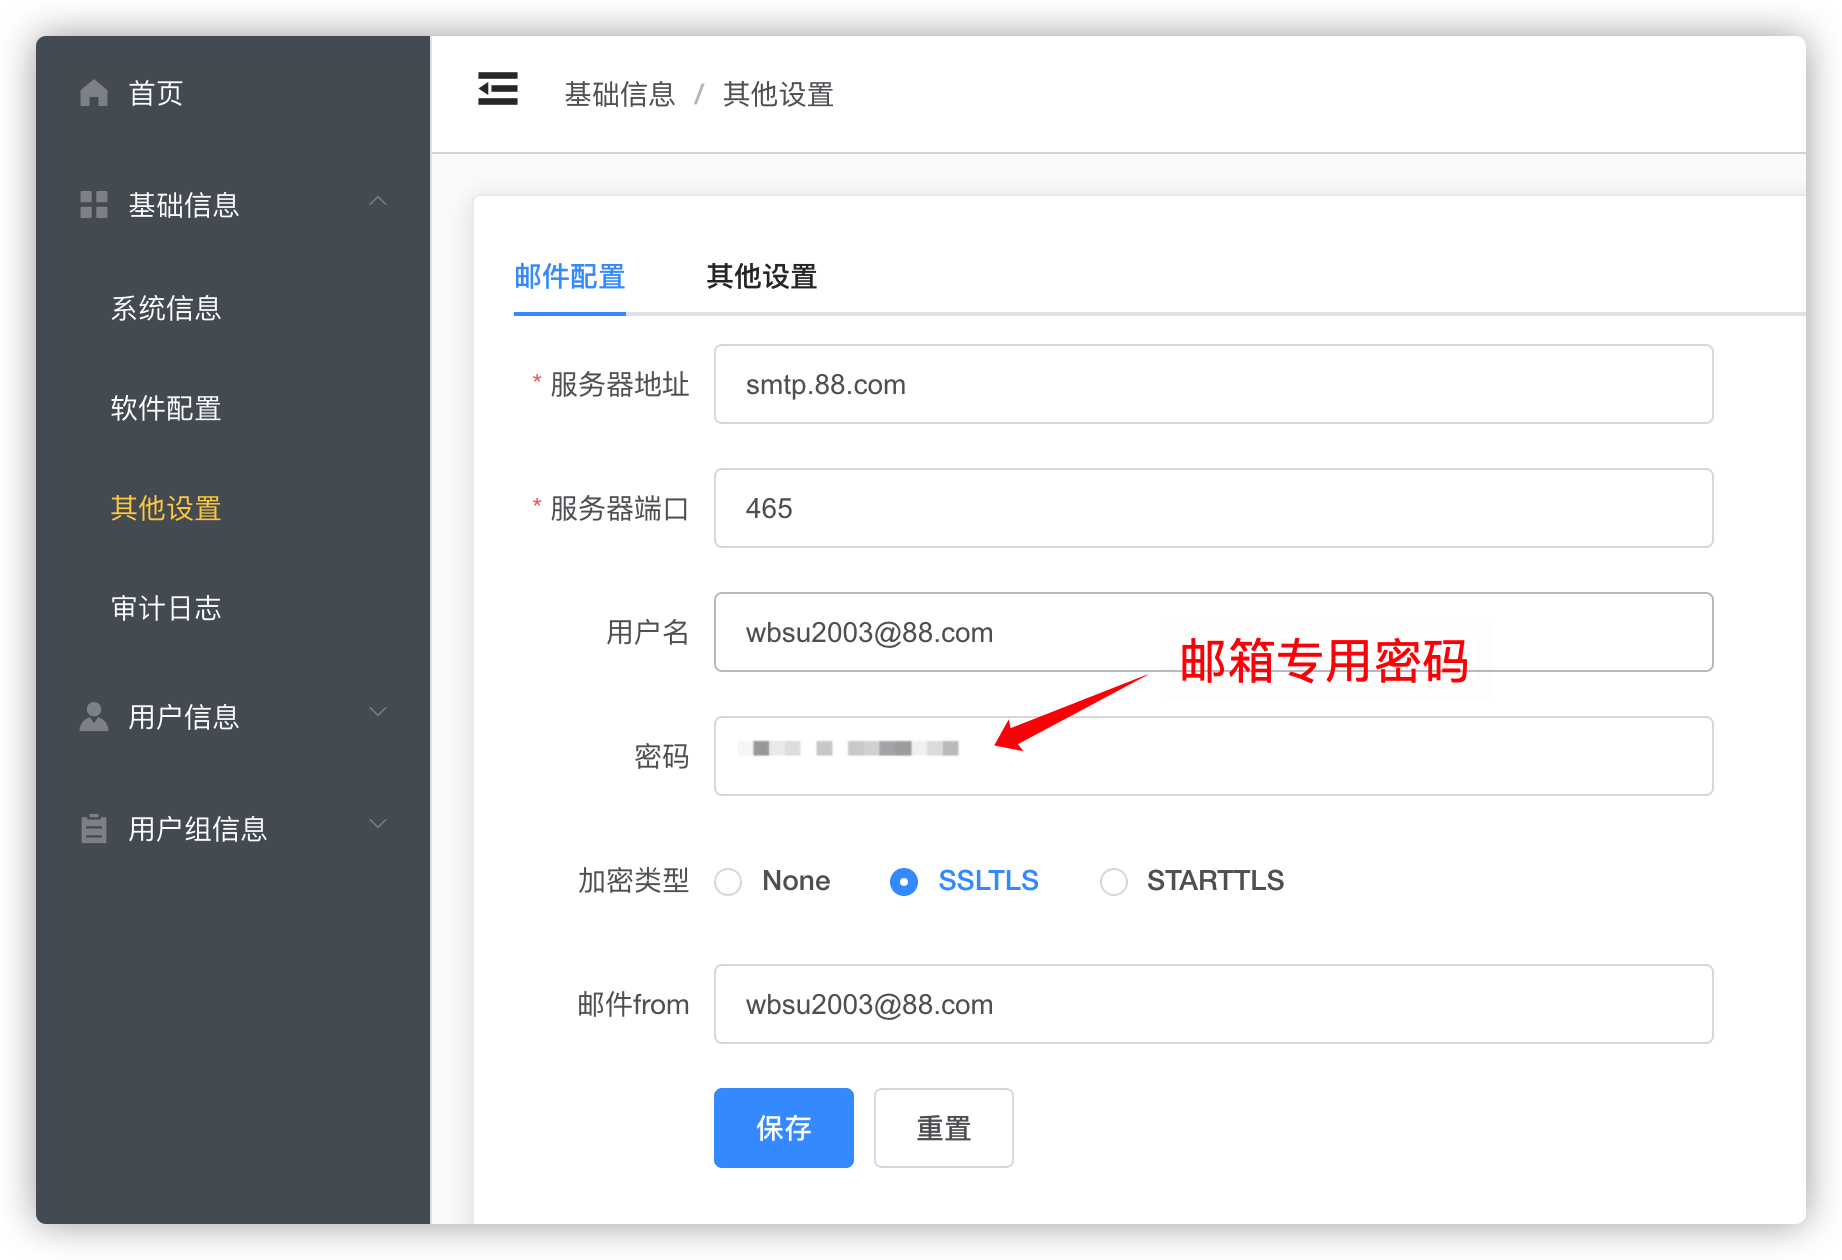 首页
基础信息
系统信息
软件配置
其他设置
审计日志
用户信息
用户组信息
基础信息 / 其他设置
邮件配置 其他设置
* 服务器地址 smtp.88.com
* 服务器端口 465
用户名 wbsu2003@88.com
邮箱专用密码
密码
加密类型 None SSLTLS STARTTLS
邮件from wbsu2003@88.com
保存 重置